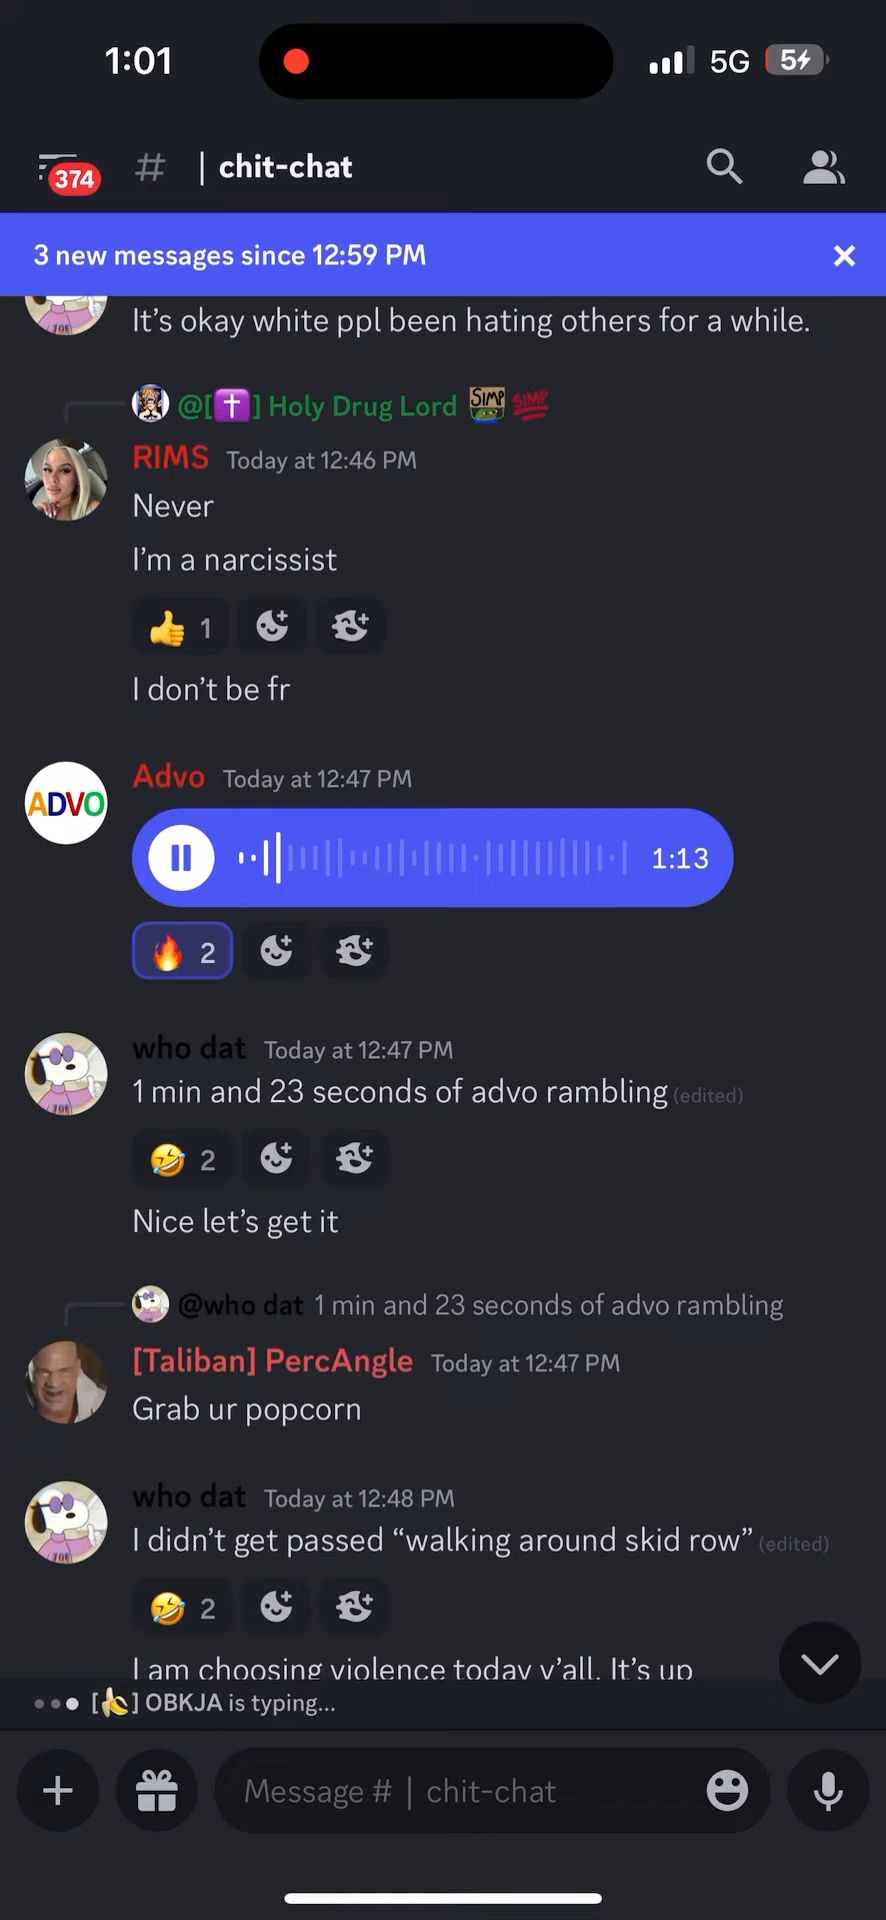 1:01
5G
5
374
# | chit-chat
3 new messages since 12:59 PM
It’s okay white ppl been hating others for a while.
@[✝️] Holy Drug Lord SIMP SIMP
RIMS Today at 12:46 PM
Never
I’m a narcissist
👍 1
I don’t be fr
ADVO
Advo Today at 12:47 PM
1:13
🔥 2
who dat Today at 12:47 PM
1 min and 23 seconds of advo rambling (edited)
🤣 2
Nice let’s get it
@who dat 1 min and 23 seconds of advo rambling
[Taliban] PercAngle Today at 12:47 PM
Grab ur popcorn
who dat Today at 12:48 PM
I didn’t get passed “walking around skid row” (edited)
🤣 2
I am choosing violence today y’all. It’s up
[🍌] OBKJA is typing...
Message # | chit-chat